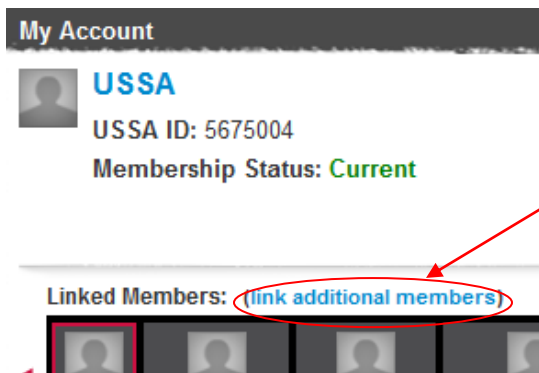 My Account
USSA
USSA ID: 5675004
Membership Status: Current
Linked Members: (link additional members)